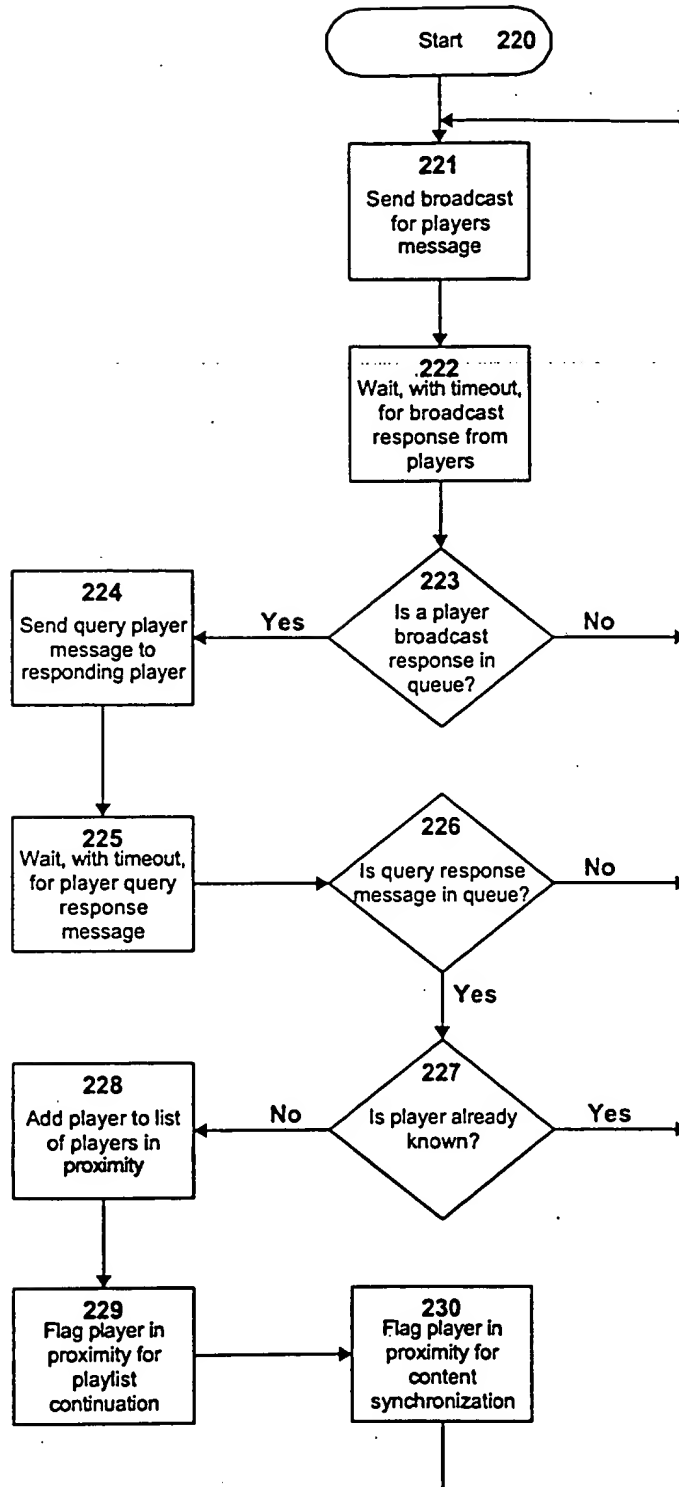 Start 220
221
Send broadcast
for players
message
222
Wait, with timeout,
for broadcast
response from
players
223
Is a player
broadcast
response in
queue?
Yes
No
224
Send query player
message to
responding player
225
Wait, with timeout,
for player query
response
message
226
Is query response
message in queue?
No
Yes
227
Is player already
known?
No
Yes
228
Add player to list
of players in
proximity
229
Flag player in
proximity for
playlist
continuation
230
Flag player in
proximity for
content
synchronization